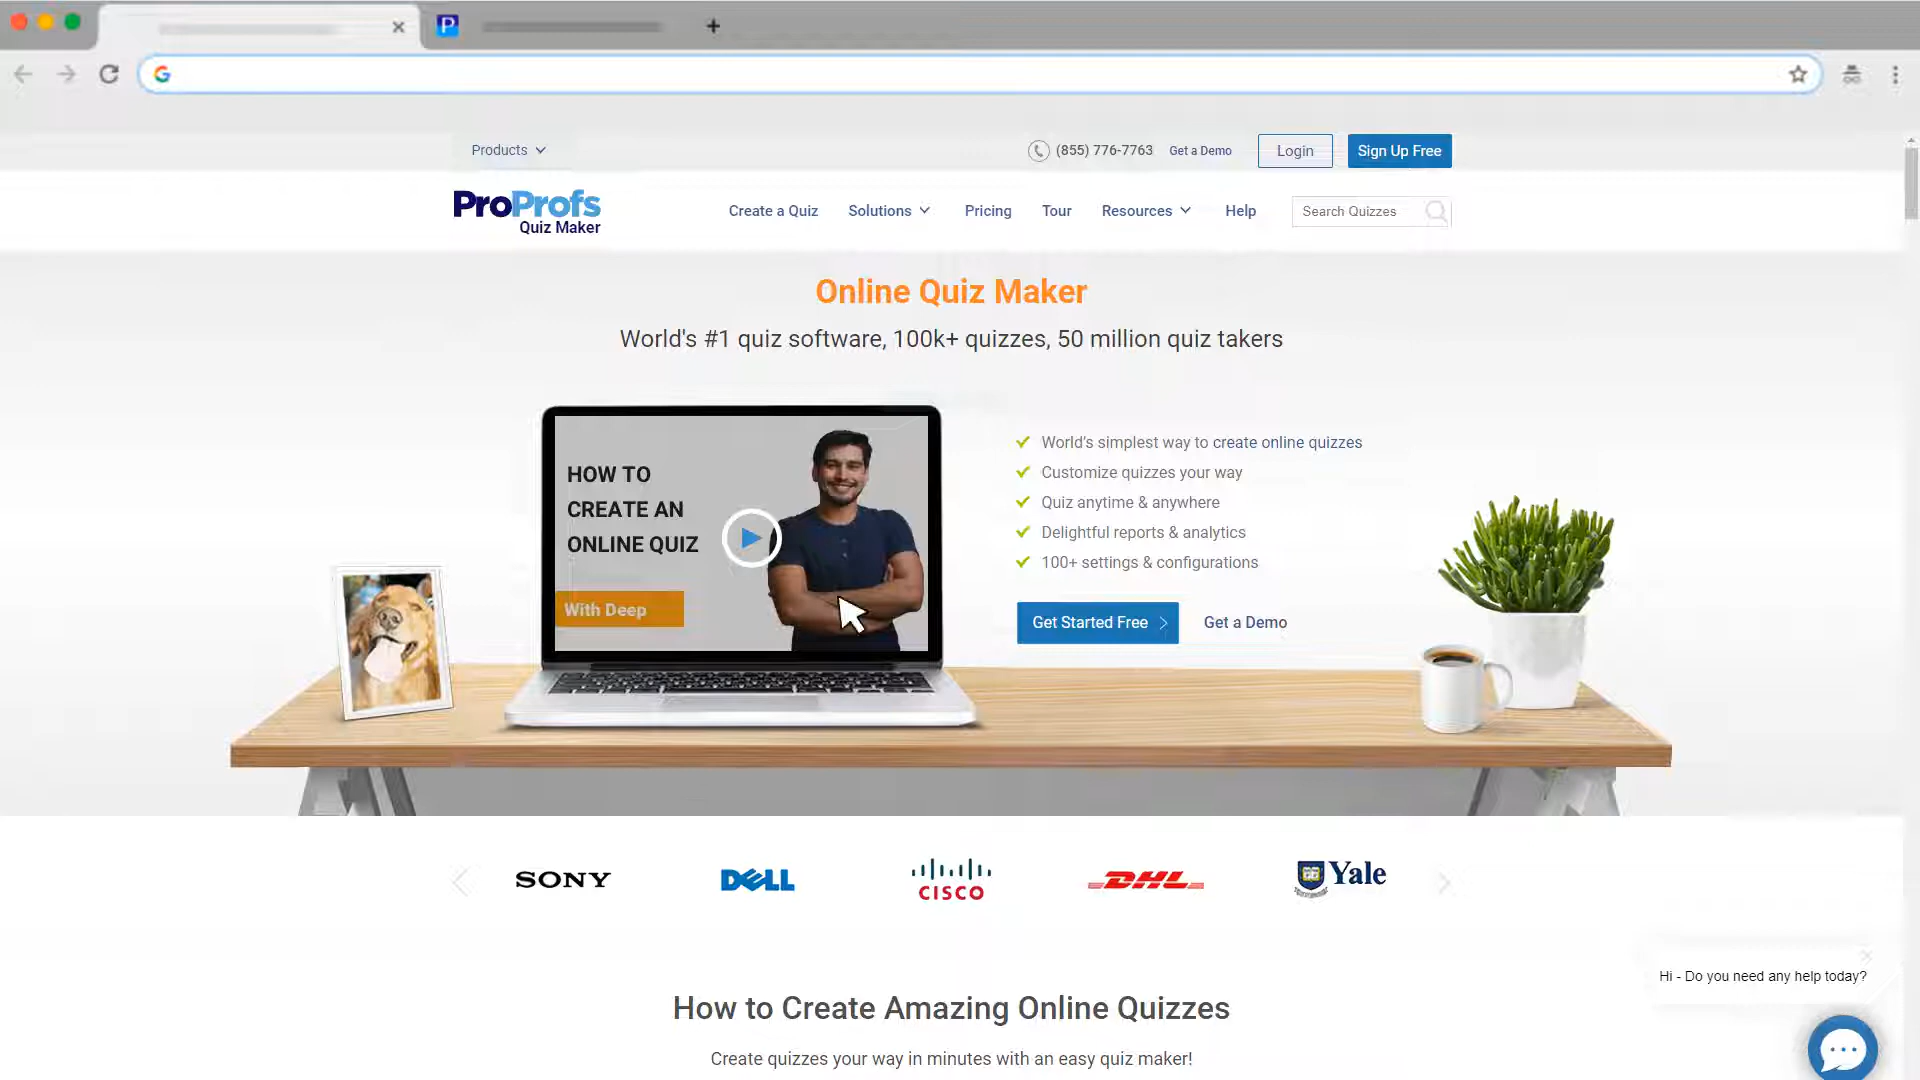 Products
(855) 776-7763
Get a Demo
Login
Sign Up Free
ProProfs
Quiz Maker
Create a Quiz
Solutions
Pricing
Tour
Resources
Help
Search Quizzes
Online Quiz Maker
World's #1 quiz software, 100k+ quizzes, 50 million quiz takers
HOW TO
CREATE AN
ONLINE QUIZ
With Deep
World's simplest way to create online quizzes
Customize quizzes your way
Quiz anytime & anywhere
Delightful reports & analytics
100+ settings & configurations
Get Started Free
Get a Demo
SONY
DELL
CISCO
DHL
Yale
Hi - Do you need any help today?
How to Create Amazing Online Quizzes
Create quizzes your way in minutes with an easy quiz maker!